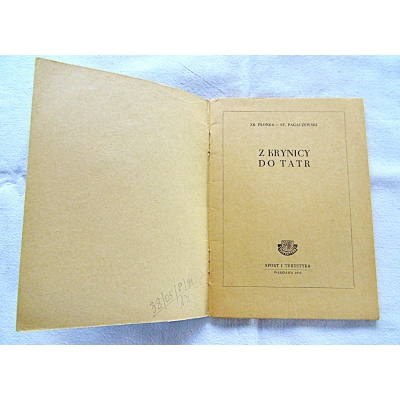 ZB. PŁONKA — ST. PAGACZEWSKI
Z KRYNICY
DO TATR
SPORT I TURYSTYKA
WARSZAWA